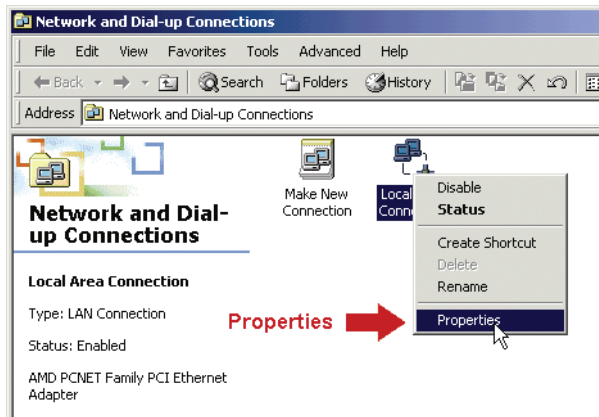 Network and Dial-up Connections
File Edit View Favorites Tools Advanced Help
Back Search Folders History
Address Network and Dial-up Connections
Network and Dial-
up Connections
Local Area Connection
Type: LAN Connection
Status: Enabled
AMD PCNET Family PCI Ethernet
Adapter
Make New
Connection
Local
Conn
Disable
Status
Create Shortcut
Delete
Rename
Properties
Properties